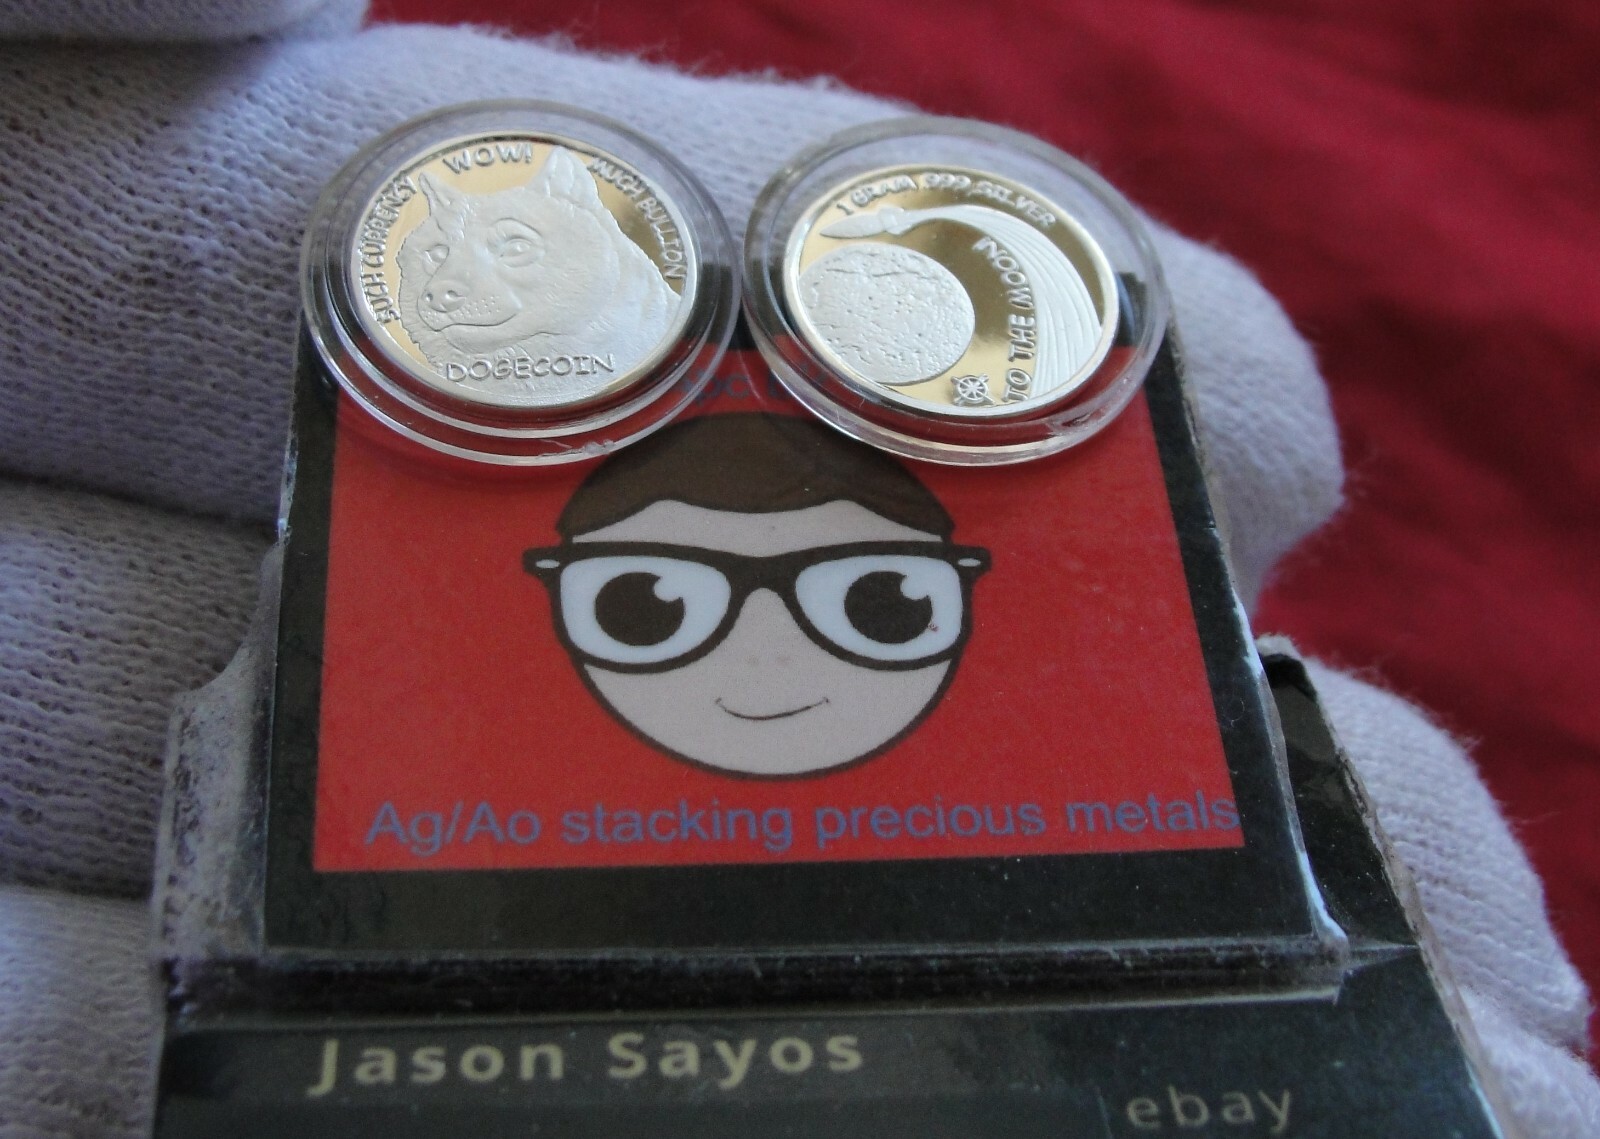 SUCH CURRENCY
WOW!
MUCH BULLION
DOGECOIN
1 GRAM .999 SILVER
TO THE MOON!
Ag/Ao stacking precious metals
Jason Sayos
ebay